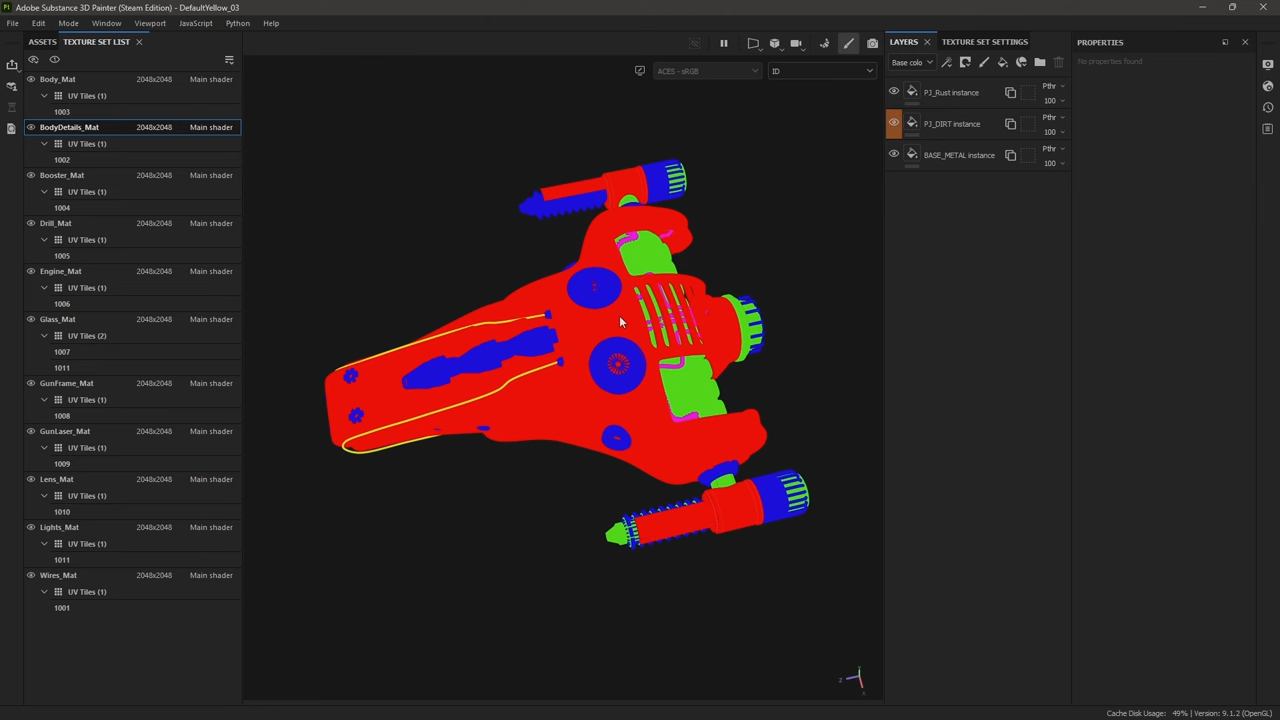 Adobe Substance 3D Painter (Steam Edition) - DefaultYellow_03
File Edit Mode Window Viewport JavaScript Python Help
ASSETS TEXTURE SET LIST
Body_Mat 2048x2048 Main shader
UV Tiles (1)
1003
BodyDetails_Mat 2048x2048 Main shader
UV Tiles (1)
1002
Booster_Mat 2048x2048 Main shader
UV Tiles (1)
1004
Drill_Mat 2048x2048 Main shader
UV Tiles (1)
1005
Engine_Mat 2048x2048 Main shader
UV Tiles (1)
1006
Glass_Mat 2048x2048 Main shader
UV Tiles (2)
1007
1011
GunFrame_Mat 2048x2048 Main shader
UV Tiles (1)
1008
GunLaser_Mat 2048x2048 Main shader
UV Tiles (1)
1009
Lens_Mat 2048x2048 Main shader
UV Tiles (1)
1010
Lights_Mat 2048x2048 Main shader
UV Tiles (1)
1011
Wires_Mat 2048x2048 Main shader
UV Tiles (1)
1001
ACES - sRGB
ID
LAYERS TEXTURE SET SETTINGS
Base colo
PJ_Rust instance Pthr
100
PJ_DIRT instance Pthr
100
BASE_METAL instance Pthr
100
PROPERTIES
No properties found
Cache Disk Usage: 49% | Version: 9.1.2 (OpenGL)